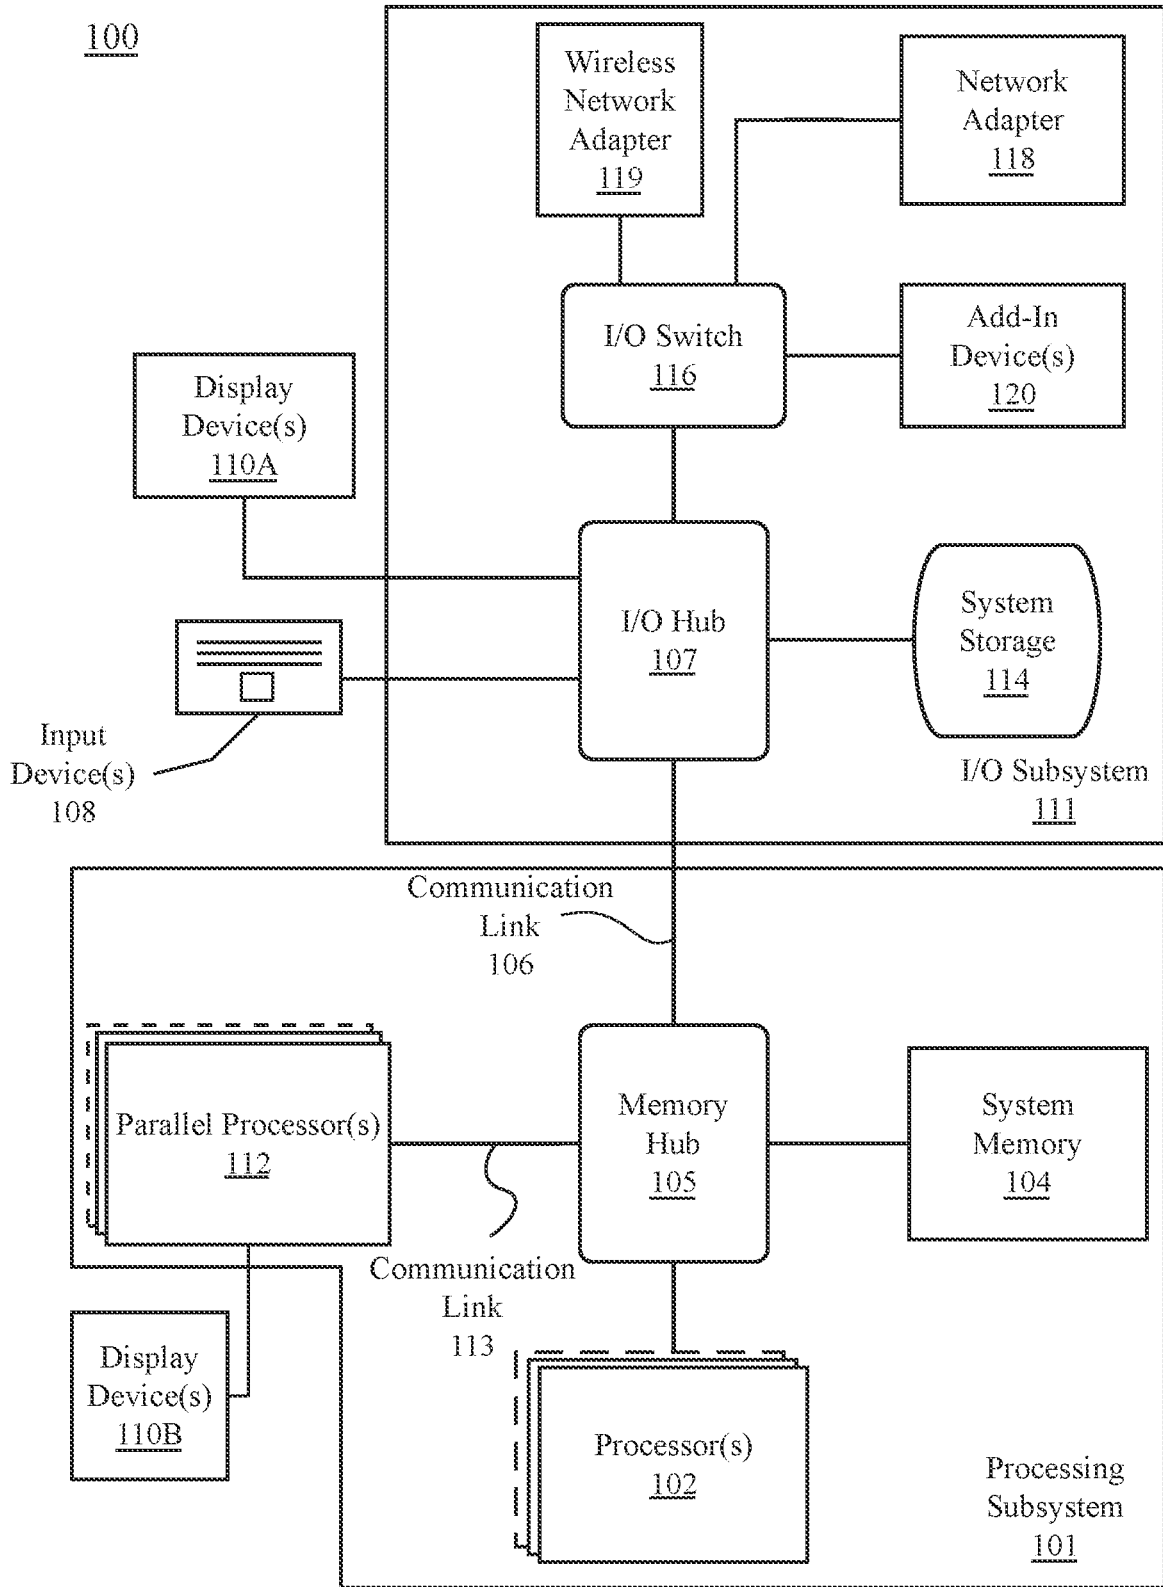 100
Wireless
Network
Adapter
119
Network
Adapter
118
I/O Switch
116
Add-In
Device(s)
120
Display
Device(s)
110A
I/O Hub
107
System
Storage
114
Input
Device(s)
108
I/O Subsystem
111
Communication
Link
106
Parallel Processor(s)
112
Memory
Hub
105
System
Memory
104
Communication
Link
113
Display
Device(s)
110B
Processor(s)
102
Processing
Subsystem
101